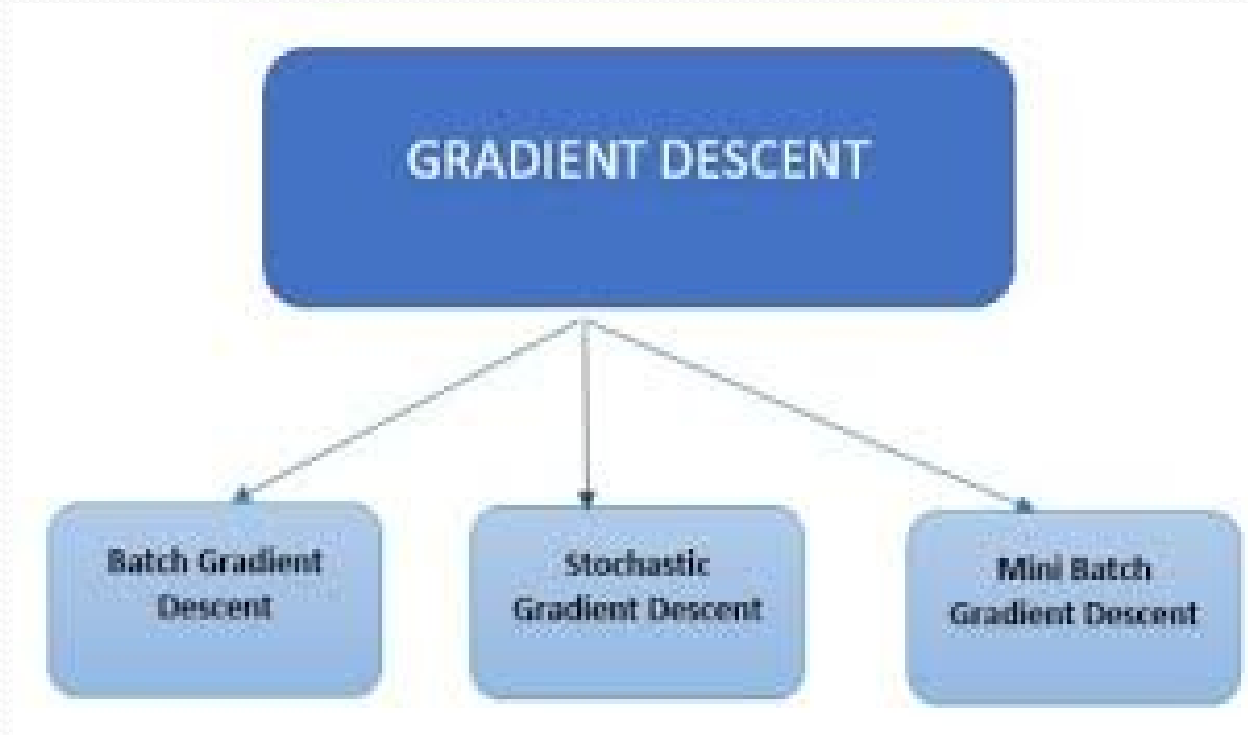 GRADIENT DESCENT
Batch Gradient
Descent
Stochastic
Gradient Descent
Mini Batch
Gradient Descent